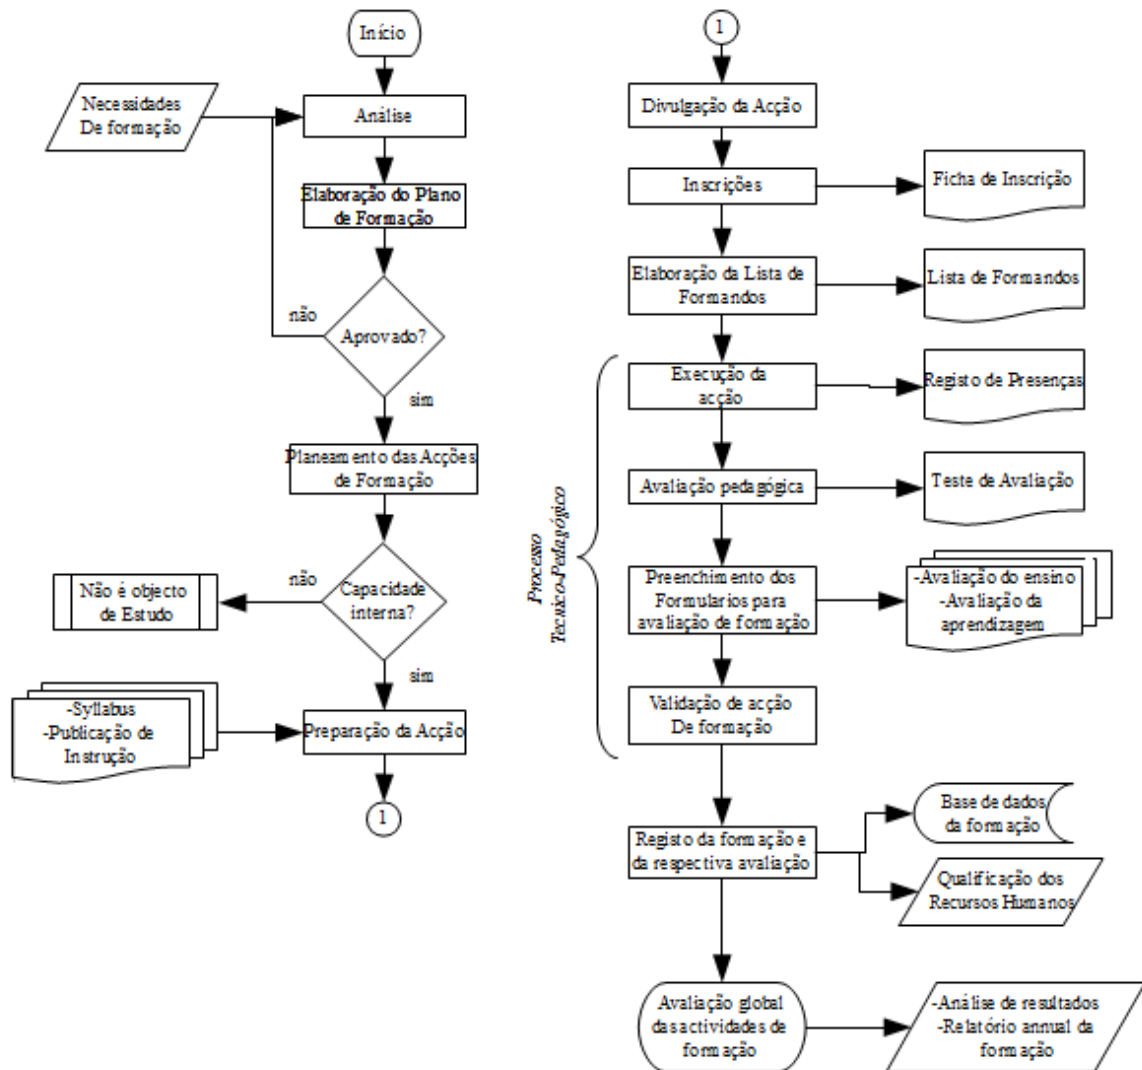 Início
Necessidades
De formação
Análise
Elaboração do Plano
de Formação
não
Aprovado?
sim
Planeamento das Acções
de Formação
não
Capacidade
interna?
Não é objecto
de Estudo
sim
-Syllabus
-Publicação de
Instrução
Preparação da Acção
1
1
Divulgação da Acção
Inscrições
Ficha de Inscrição
Elaboração da Lista de
Formandos
Lista de Formandos
Processo
Tecnico-Pedagógico
Execução da
acção
Registo de Presenças
Avaliação pedagógica
Teste de Avaliação
Preenchimento dos
Formularios para
avaliação de formação
-Avaliação do ensino
-Avaliação da
aprendizagem
Validação de acção
De formação
Registo da formação e
da respectiva avaliação
Base de dados
da formação
Qualificação dos
Recursos Humanos
Avaliação global
das actividades de
formação
-Análise de resultados
-Relatório annual da
formação